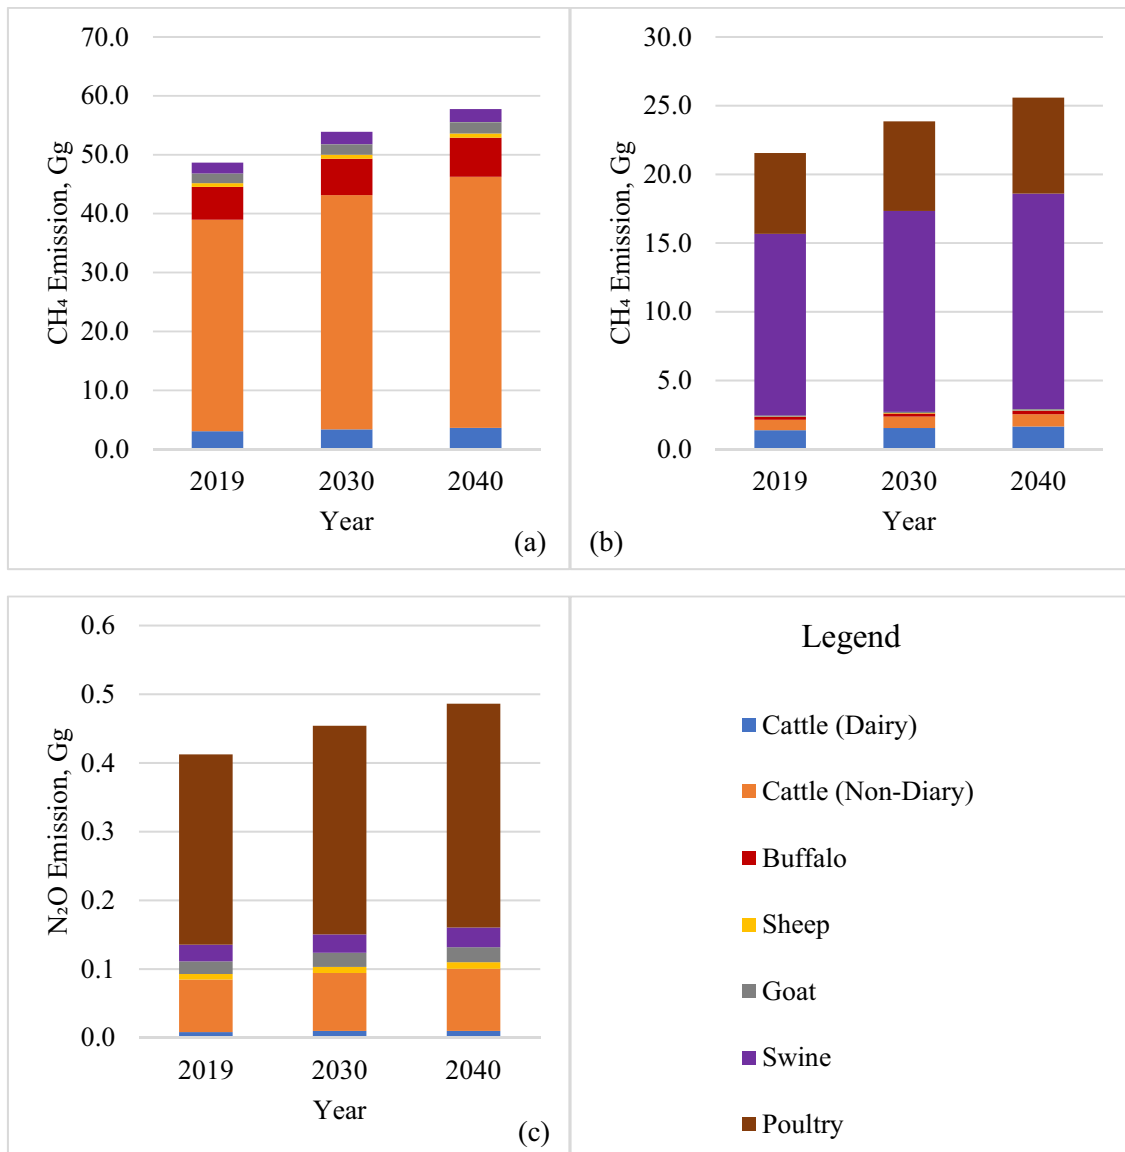 70.0
60.0
50.0
40.0
30.0
20.0
10.0
0.0
CH₄ Emission, Gg
2019 2030 2040
Year
(a)
30.0
25.0
20.0
15.0
10.0
5.0
0.0
CH₄ Emission, Gg
2019 2030 2040
Year
(b)
0.6
0.5
0.4
0.3
0.2
0.1
0.0
N₂O Emission, Gg
2019 2030 2040
Year
(c)
Legend
Cattle (Dairy)
Cattle (Non-Diary)
Buffalo
Sheep
Goat
Swine
Poultry